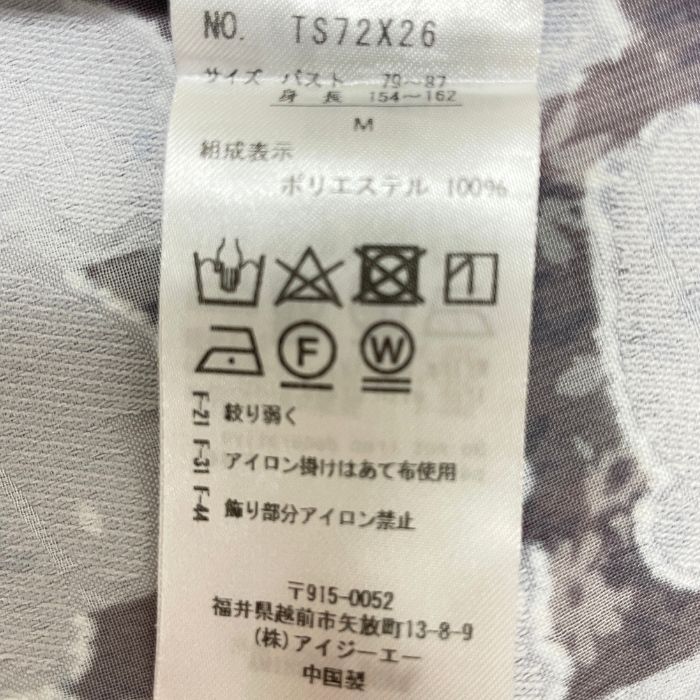 NO. TS72X26
サイズ バスト 79～87
身長 154～162
M
組成表示
ポリエステル 100%
F
W
F-21 絞り弱く
F-31 アイロン掛けはあて布使用
F-44 飾り部分アイロン禁止
〒915-0052
福井県越前市矢放町13-8-9
(株)アイジーエー
中国製